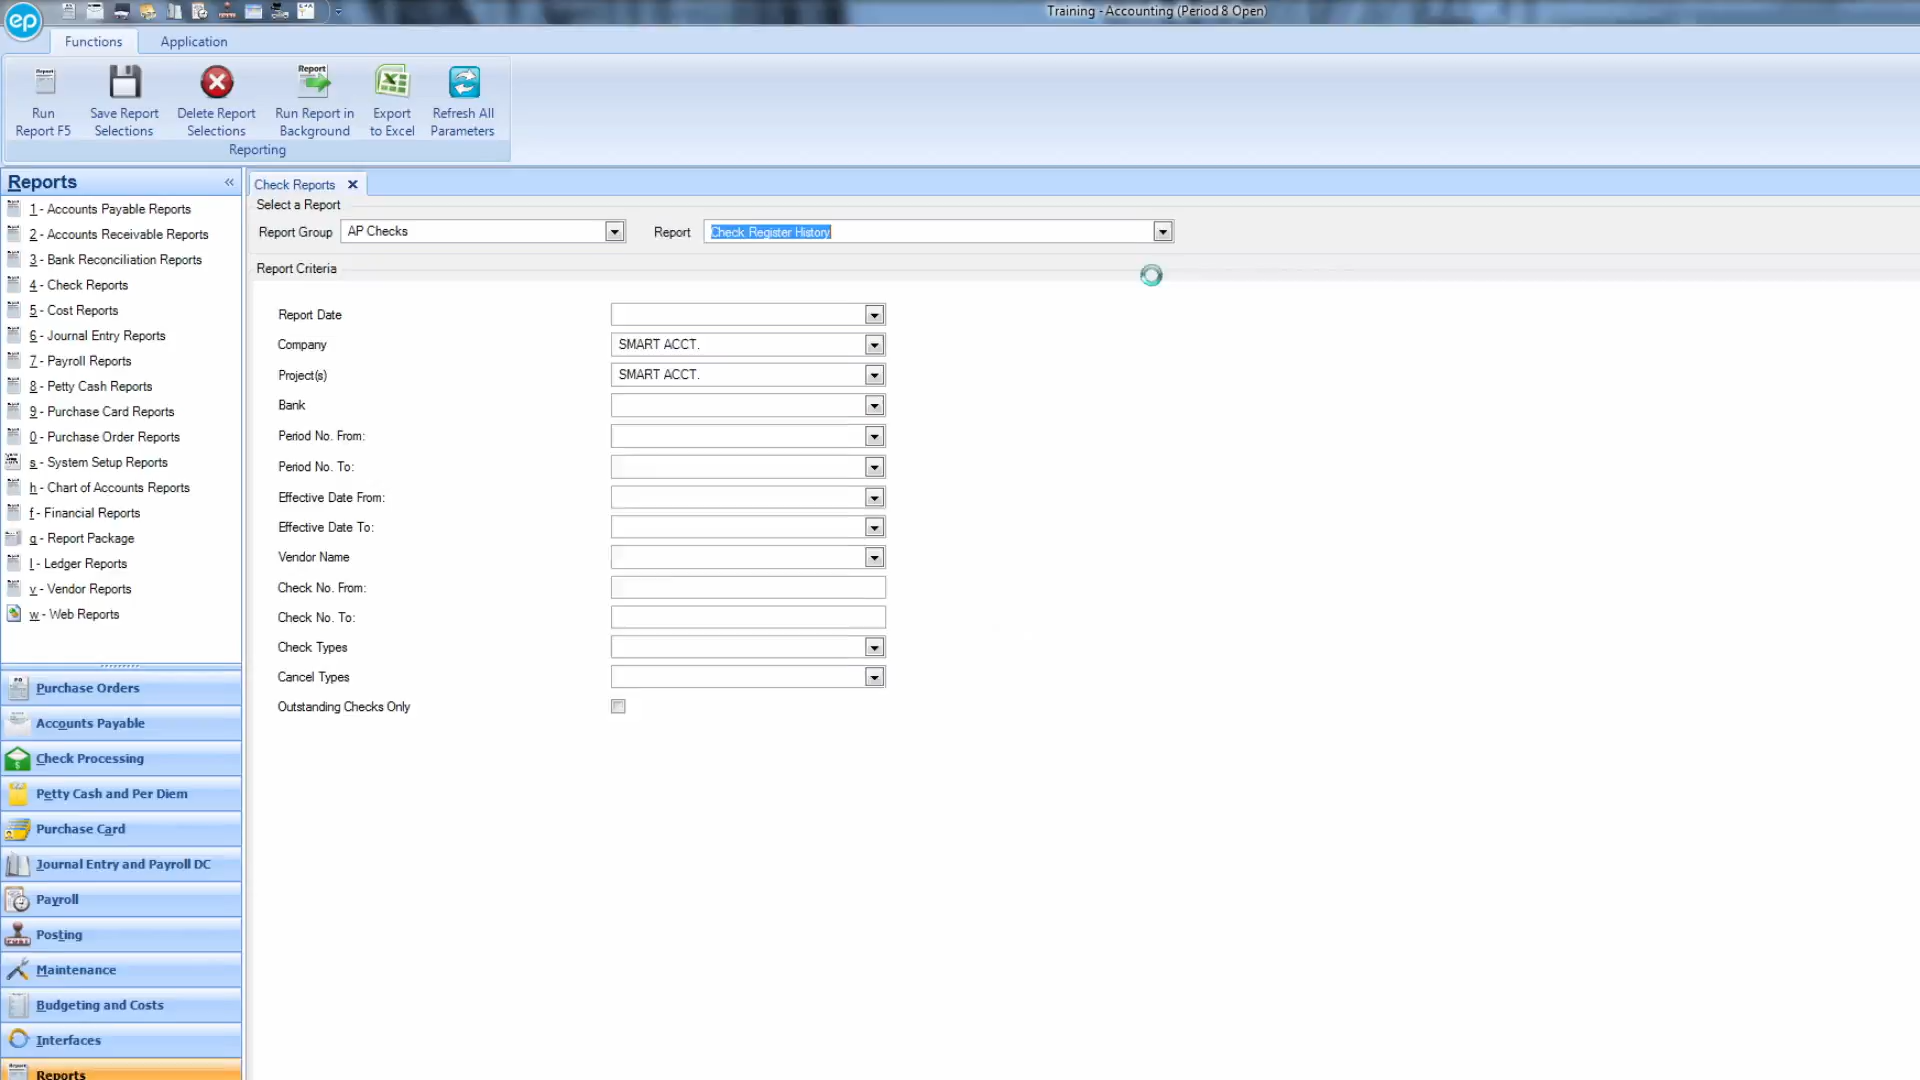 ep
Training - Accounting (Period 8 Open)
Functions
Application
Report
Run
Report F5
Save Report
Selections
Delete Report
Selections
Report
Run Report in
Background
Export
to Excel
Refresh All
Parameters
Reporting
Reports
«
1 - Accounts Payable Reports
2 - Accounts Receivable Reports
3 - Bank Reconciliation Reports
4 - Check Reports
5 - Cost Reports
6 - Journal Entry Reports
7 - Payroll Reports
8 - Petty Cash Reports
9 - Purchase Card Reports
0 - Purchase Order Reports
s - System Setup Reports
h - Chart of Accounts Reports
f - Financial Reports
g - Report Package
l - Ledger Reports
v - Vendor Reports
w - Web Reports
Purchase Orders
Accounts Payable
Check Processing
Petty Cash and Per Diem
Purchase Card
Journal Entry and Payroll DC
Payroll
Posting
Maintenance
Budgeting and Costs
Interfaces
Reports
Check Reports
Select a Report
Report Group AP Checks Report Check Register History
Report Criteria
Report Date
Company SMART ACCT.
Project(s) SMART ACCT.
Bank
Period No. From:
Period No. To:
Effective Date From:
Effective Date To:
Vendor Name
Check No. From:
Check No. To:
Check Types
Cancel Types
Outstanding Checks Only